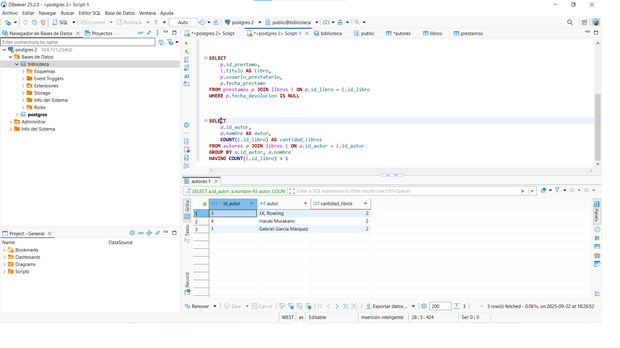 DBeaver 25.2.0 - <postgres 2> Script-1
Archivo Editar Navegar Buscar Editor SQL Base de Datos Ventana Ayuda
SQL Commit Rollback Auto postgres 2 public@biblioteca
Navegador de Bases de Datos Proyectos
*<postgres> Script *<postgres 2> Script-1 biblioteca public *autores libros prestamos
Filter connections by name
postgres 2 10.6.131.234:32
Bases de Datos
biblioteca
Esquemas
Event Triggers
Extensiones
Storage
Info del Sistema
Roles
postgres
Administrar
Info del Sistema
SELECT
p.id_prestamo,
l.titulo AS libro,
p.usuario_prestatario,
p.fecha_prestamo
FROM prestamos p JOIN libros l ON p.id_libro = l.id_libro
WHERE p.fecha_devolucion IS NULL
SELECT
a.id_autor,
a.nombre AS autor,
COUNT(l.id_libro) AS cantidad_libros
FROM autores a JOIN libros l ON a.id_autor = l.id_autor
GROUP BY a.id_autor, a.nombre
HAVING COUNT(l.id_libro) > 1
autores 1
SELECT a.id_autor, a.nombre AS autor, COUN Enter a SQL expression to filter results (use Ctrl+Space)
Grilla
Texto
Record
id_autor autor cantidad_libros
1 3 J.K. Rowling 2
2 4 Haruki Murakami 2
3 1 Gabriel García Márquez 2
Panels
Project - General
Name DataSource
Bookmarks
Dashboards
Diagrams
Scripts
Renovar Save Cancel Exportar datos... 200 3 3 row(s) fetched - 0.061s, on 2025-09-22 at 18:26:52
WEST es Editable Inserción inteligente 28 : 5 : 424 Sel: 0 | 0